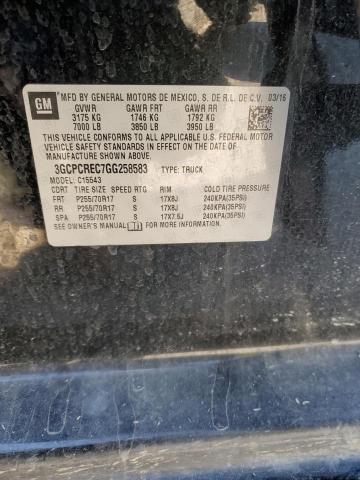 GM
MFD BY GENERAL MOTORS DE MEXICO, S. DE R.L. DE C.V. 03/16
GVWR GAWR FRT GAWR RR
3175 KG 1746 KG 1792 KG
7000 LB 3850 LB 3950 LB
THIS VEHICLE CONFORMS TO ALL APPLICABLE U.S. FEDERAL MOTOR
VEHICLE SAFETY STANDARDS IN EFFECT ON THE DATE OF
MANUFACTURE SHOWN ABOVE.
3GCPCREC7GG258583 TYPE: TRUCK
MODEL: C15543
CDRT TIRE SIZE SPEED RTG RIM COLD TIRE PRESSURE
FRT P255/70R17 S 17X8J 240KPA(35PSI)
RR P255/70R17 S 17X8J 240KPA(35PSI)
SPA P255/70R17 S 17X7.5J 240KPA(35PSI)
SEE OWNER'S MANUAL